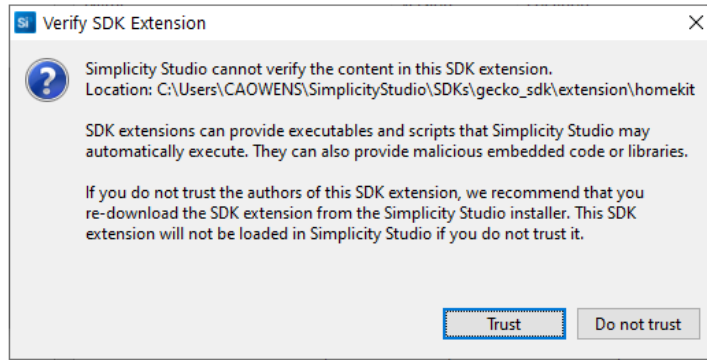 Si Verify SDK Extension
Simplicity Studio cannot verify the content in this SDK extension.
Location: C:\Users\CAOWENS\SimplicityStudio\SDKs\gecko_sdk\extension\homekit
SDK extensions can provide executables and scripts that Simplicity Studio may
automatically execute. They can also provide malicious embedded code or libraries.
If you do not trust the authors of this SDK extension, we recommend that you
re-download the SDK extension from the Simplicity Studio installer. This SDK
extension will not be loaded in Simplicity Studio if you do not trust it.
Trust Do not trust